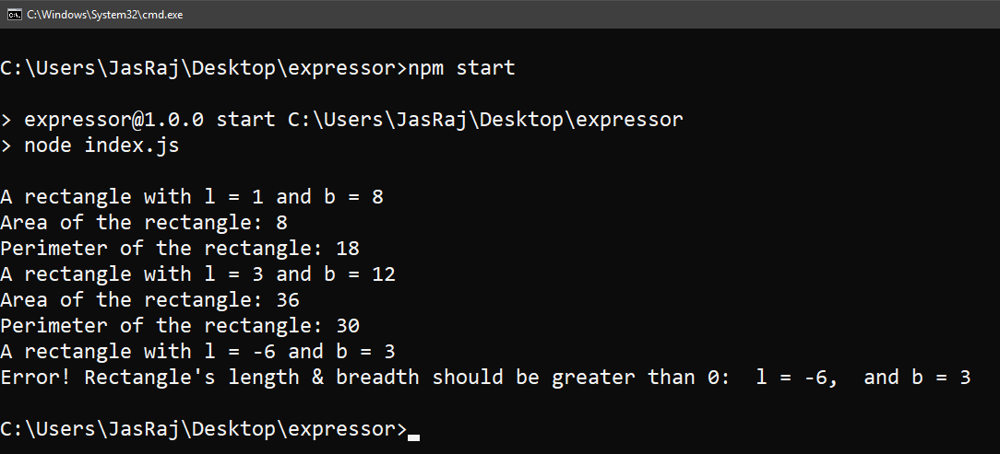 C:\Windows\System32\cmd.exe
C:\Users\JasRaj\Desktop\expressor>npm start
> expressor@1.0.0 start C:\Users\JasRaj\Desktop\expressor
> node index.js
A rectangle with l = 1 and b = 8
Area of the rectangle: 8
Perimeter of the rectangle: 18
A rectangle with l = 3 and b = 12
Area of the rectangle: 36
Perimeter of the rectangle: 30
A rectangle with l = -6 and b = 3
Error! Rectangle's length & breadth should be greater than 0:  l = -6,  and b = 3
C:\Users\JasRaj\Desktop\expressor>